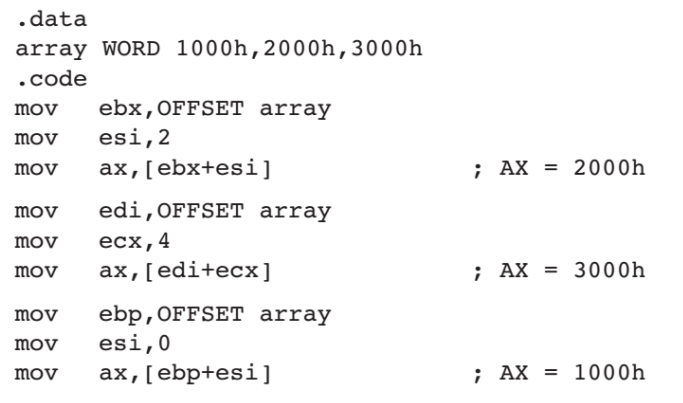 .data
array WORD 1000h,2000h,3000h
.code
mov ebx,OFFSET array
mov esi,2
mov ax,[ebx+esi] ; AX = 2000h
mov edi,OFFSET array
mov ecx,4
mov ax,[edi+ecx] ; AX = 3000h
mov ebp,OFFSET array
mov esi,0
mov ax,[ebp+esi] ; AX = 1000h